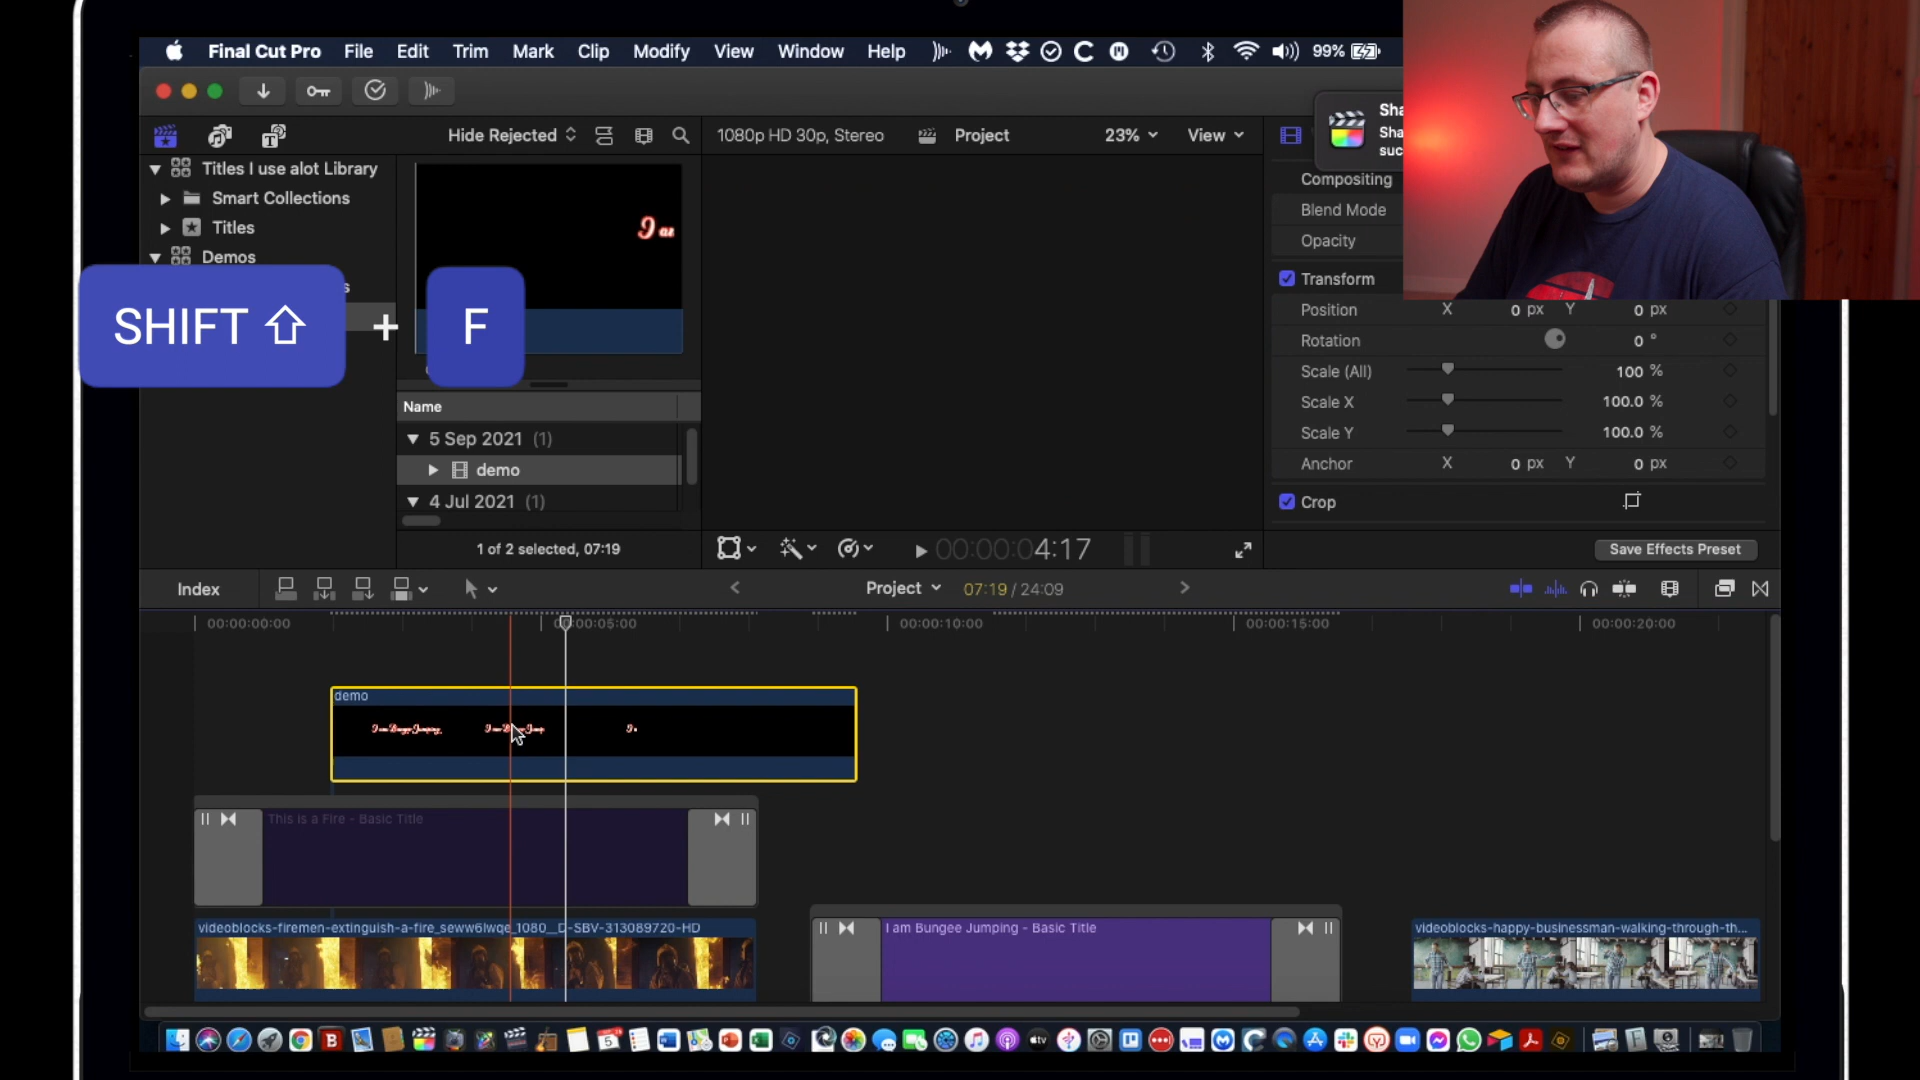 Final Cut Pro File Edit Trim Mark Clip Modify View Window Help 99%
Hide Rejected
1080p HD 30p, Stereo Project 23% View
Sha
Sha
suc
Titles I use alot Library
Smart Collections
Titles
Demos
s
SHIFT + F
Name
5 Sep 2021 (1)
demo
4 Jul 2021 (1)
1 of 2 selected, 07:19
Compositing
Blend Mode
Opacity
Transform
Position X 0 px Y 0 px
Rotation 0 °
Scale (All) 100 %
Scale X 100.0 %
Scale Y 100.0 %
Anchor X 0 px Y 0 px
Crop
00:00:04:17
Save Effects Preset
Index Project 07:19 / 24:09
00:00:00:00 00:00:05:00 00:00:10:00 00:00:15:00 00:00:20:00
demo
This is a Fire - Basic Title
videoblocks-firemen-extinguish-a-fire_seww6lwqe_1080__D-SBV-313089720-HD
I am Bungee Jumping - Basic Title
videoblocks-happy-businessman-walking-through-th...